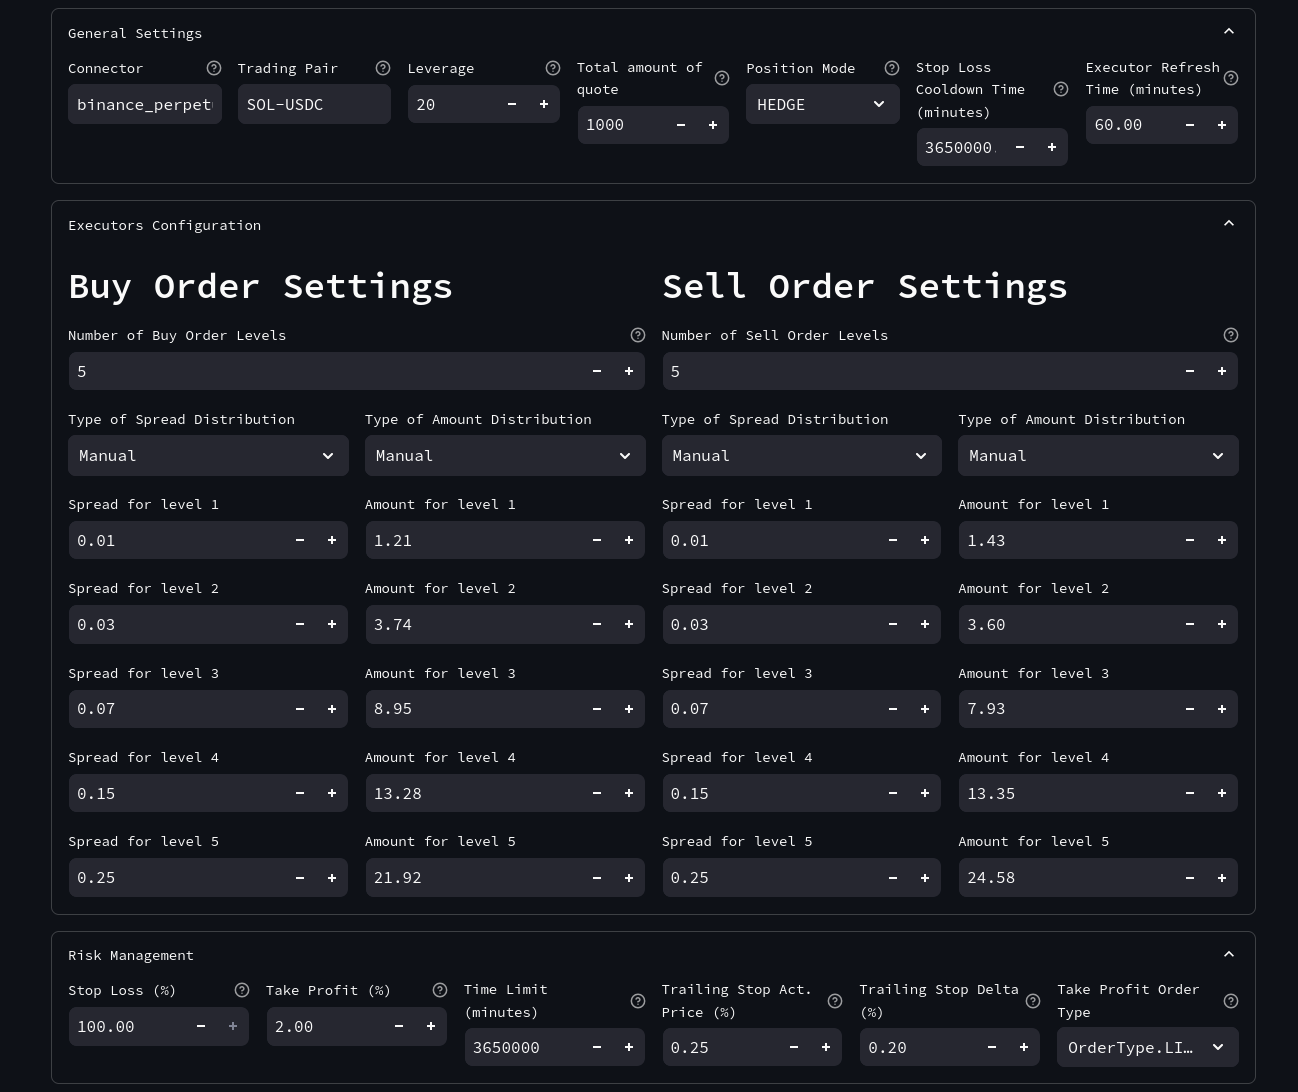 General Settings
Connector
Trading Pair
Leverage
Total amount of
quote
Position Mode
Stop Loss
Cooldown Time
(minutes)
Executor Refresh
Time (minutes)
binance_perpet
SOL-USDC
20
1000
HEDGE
3650000.
60.00
Executors Configuration
Buy Order Settings
Sell Order Settings
Number of Buy Order Levels
Number of Sell Order Levels
5
5
Type of Spread Distribution
Type of Amount Distribution
Type of Spread Distribution
Type of Amount Distribution
Manual
Manual
Manual
Manual
Spread for level 1
Amount for level 1
Spread for level 1
Amount for level 1
0.01
1.21
0.01
1.43
Spread for level 2
Amount for level 2
Spread for level 2
Amount for level 2
0.03
3.74
0.03
3.60
Spread for level 3
Amount for level 3
Spread for level 3
Amount for level 3
0.07
8.95
0.07
7.93
Spread for level 4
Amount for level 4
Spread for level 4
Amount for level 4
0.15
13.28
0.15
13.35
Spread for level 5
Amount for level 5
Spread for level 5
Amount for level 5
0.25
21.92
0.25
24.58
Risk Management
Stop Loss (%)
Take Profit (%)
Time Limit
(minutes)
Trailing Stop Act.
Price (%)
Trailing Stop Delta
(%)
Take Profit Order
Type
100.00
2.00
3650000
0.25
0.20
OrderType.LI…